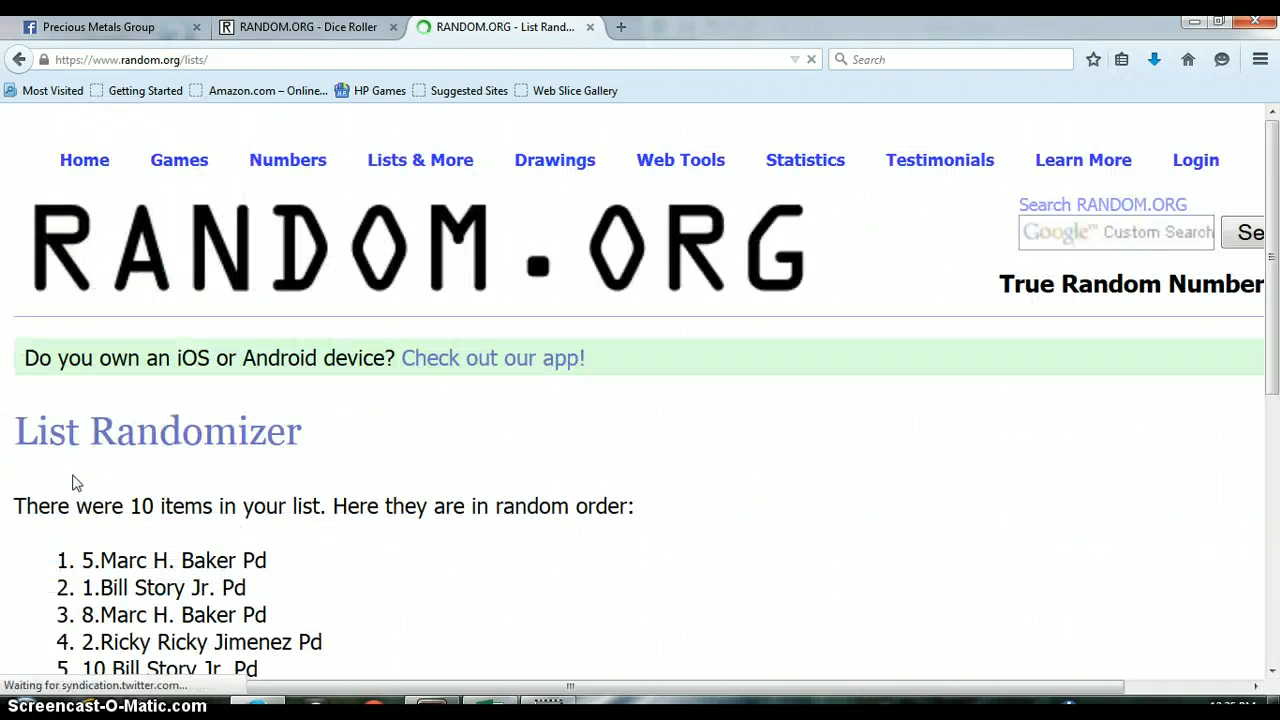 Precious Metals Group
RANDOM.ORG - Dice Roller
RANDOM.ORG - List Rand...
https://www.random.org/lists/
Search
Most Visited
Getting Started
Amazon.com – Online...
HP Games
Suggested Sites
Web Slice Gallery
Home
Games
Numbers
Lists & More
Drawings
Web Tools
Statistics
Testimonials
Learn More
Login
RANDOM.ORG
Search RANDOM.ORG
Google™ Custom Search
Se
True Random Number
Do you own an iOS or Android device? Check out our app!
List Randomizer
There were 10 items in your list. Here they are in random order:
1. 5.Marc H. Baker Pd
2. 1.Bill Story Jr. Pd
3. 8.Marc H. Baker Pd
4. 2.Ricky Ricky Jimenez Pd
5. 10 Bill Story Jr. Pd
Waiting for syndication.twitter.com...
Screencast-O-Matic.com